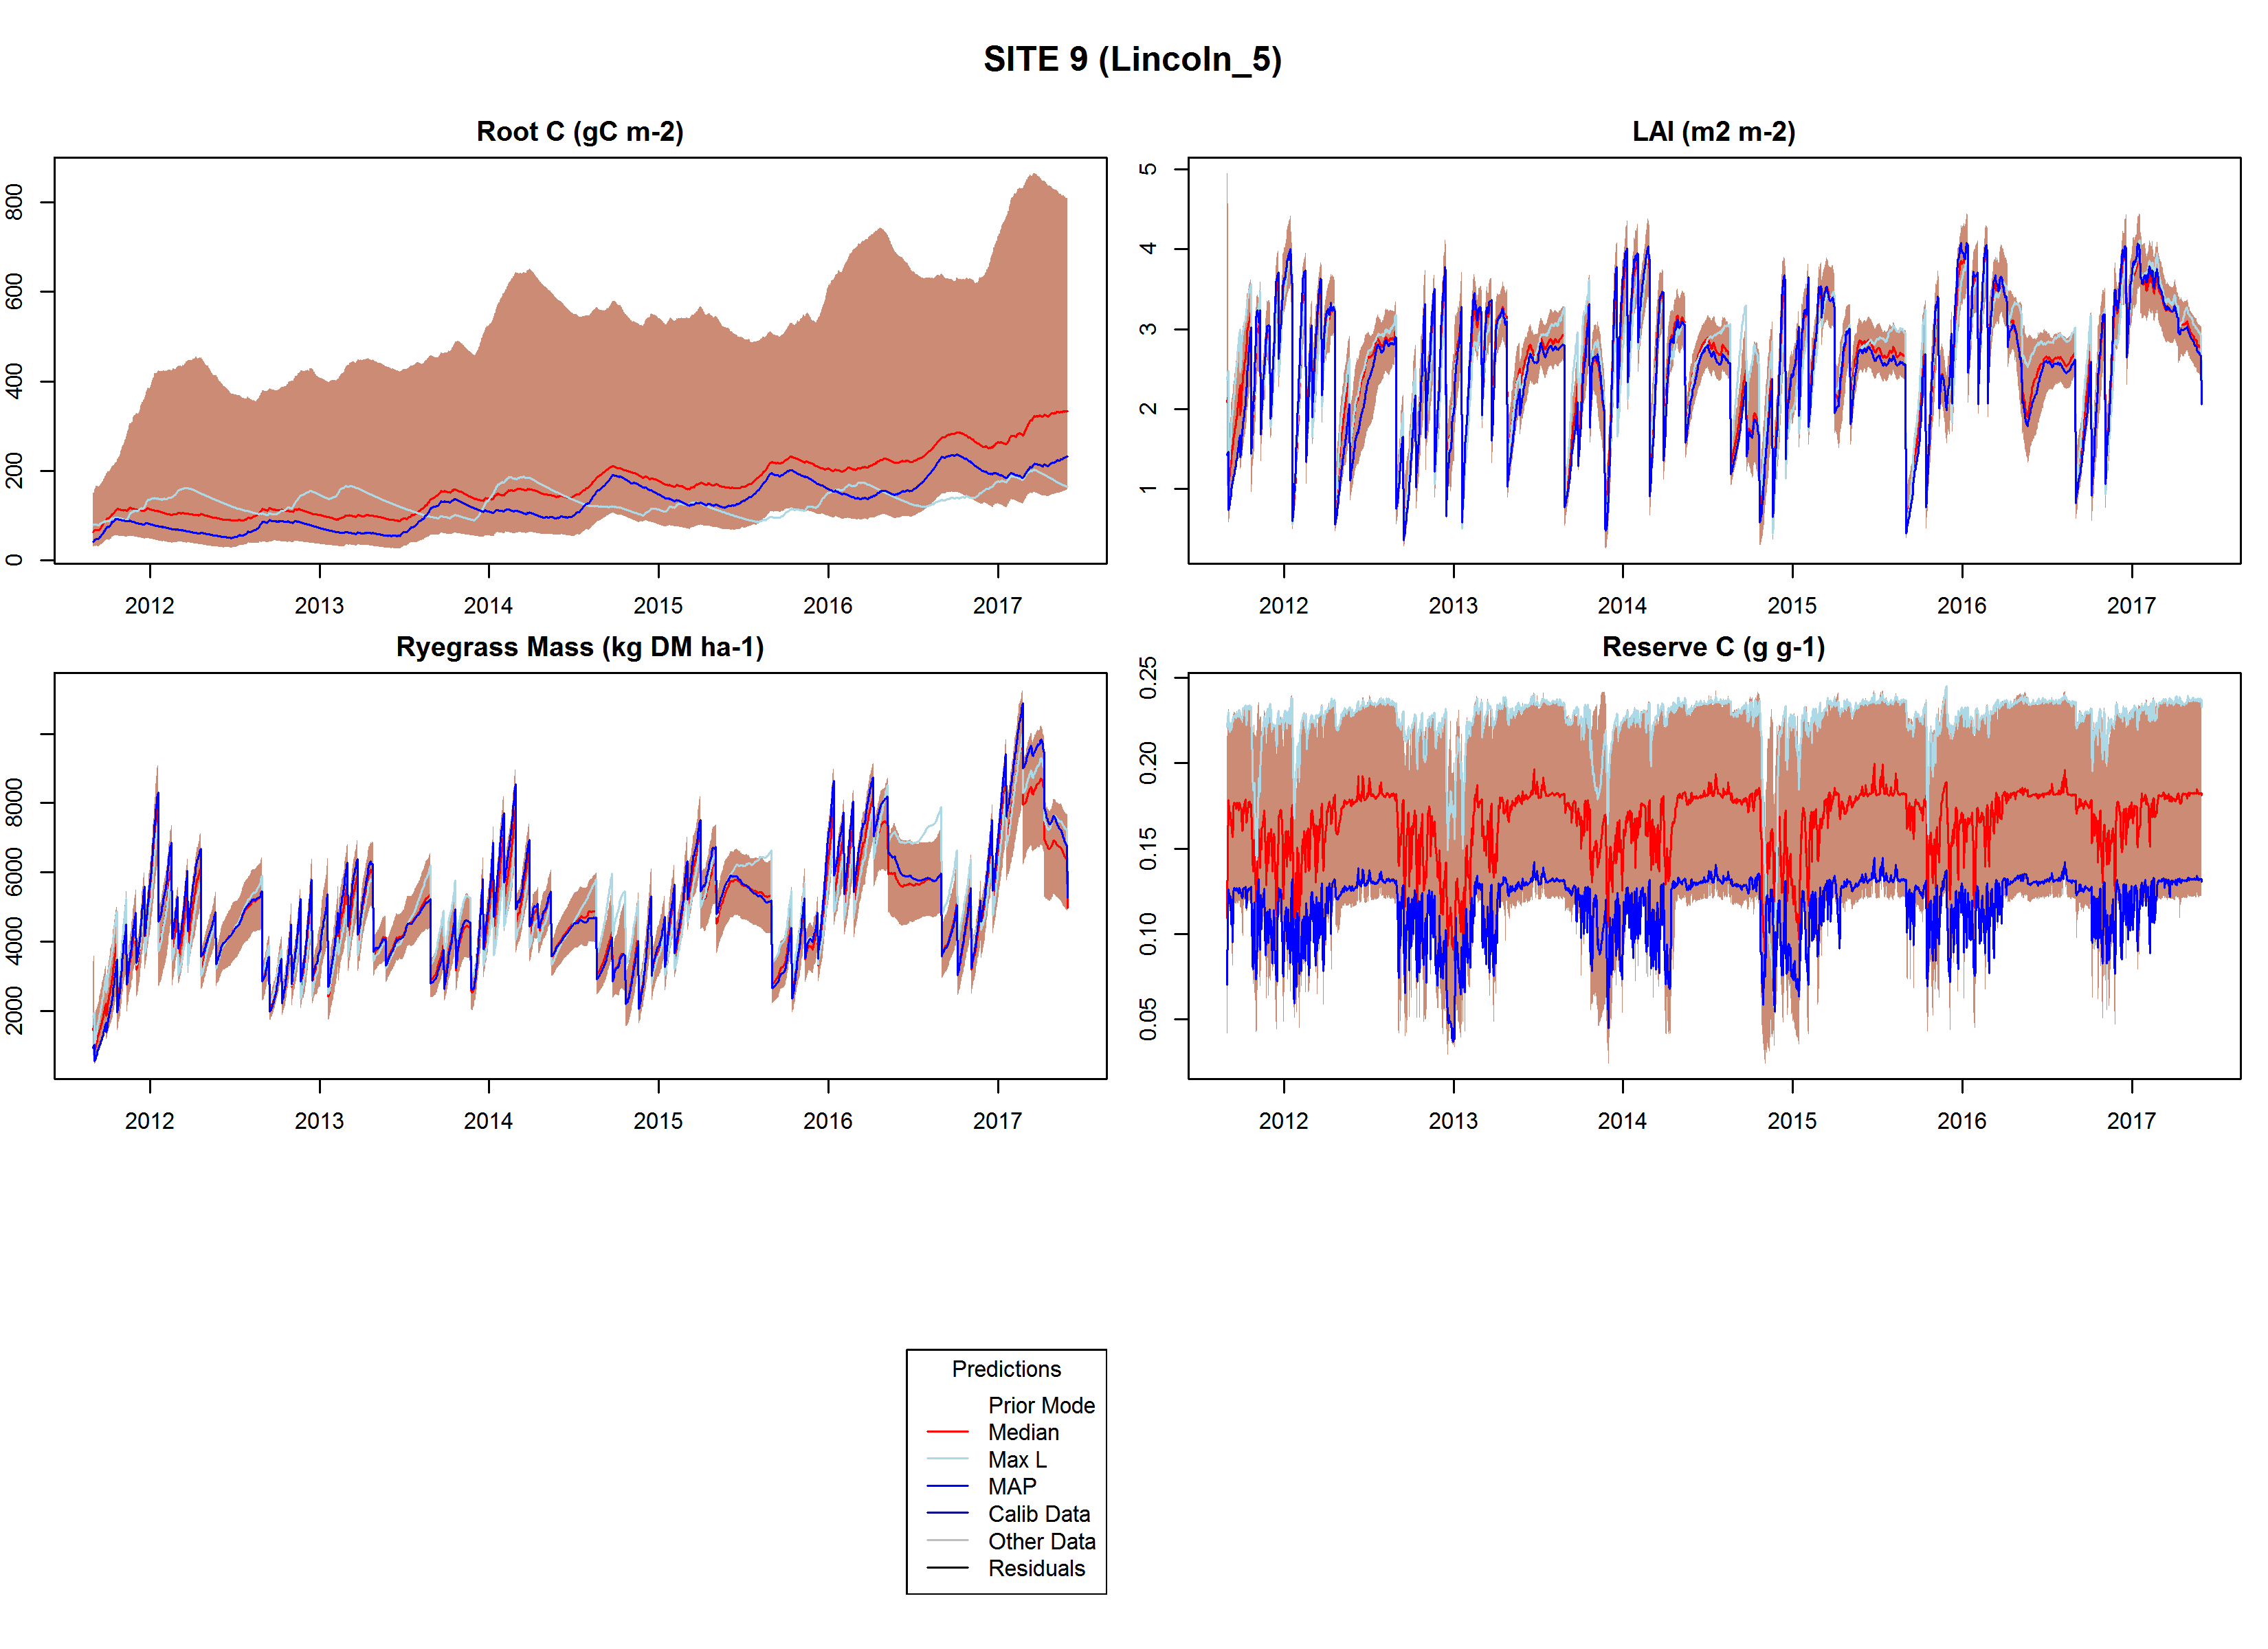 SITE 9 (Lincoln_5)
Root C (gC m-2)
0 200 400 600 800
2012 2013 2014 2015 2016 2017
LAI (m2 m-2)
1 2 3 4 5
2012 2013 2014 2015 2016 2017
Ryegrass Mass (kg DM ha-1)
2000 4000 6000 8000
2012 2013 2014 2015 2016 2017
Reserve C (g g-1)
0.05 0.10 0.15 0.20 0.25
2012 2013 2014 2015 2016 2017
Predictions
Prior Mode
Median
Max L
MAP
Calib Data
Other Data
Residuals